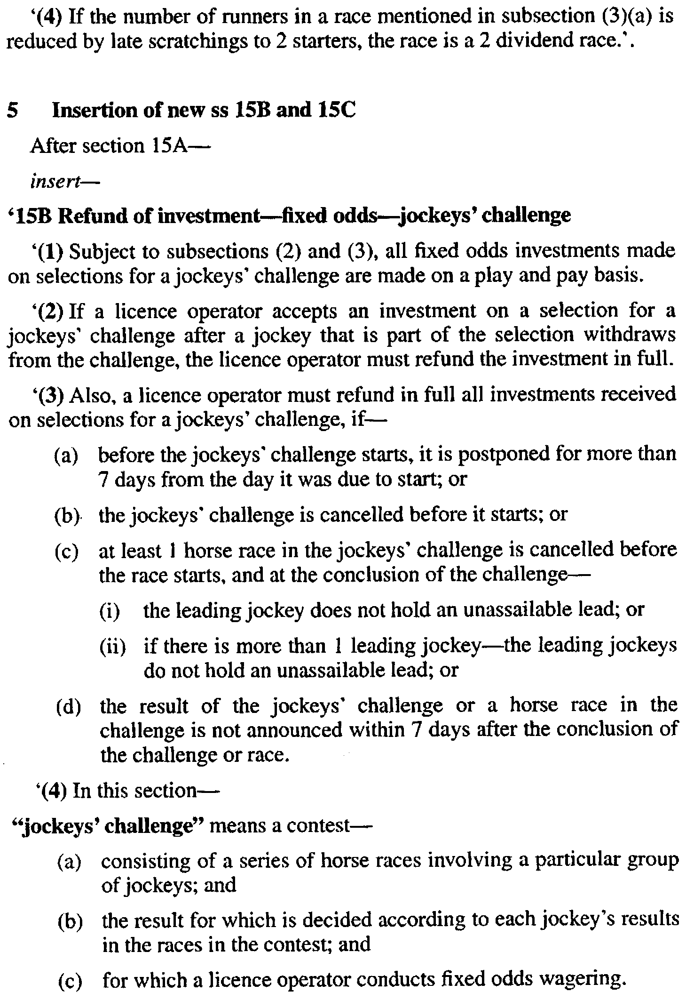 ‘(4) If the number of runners in a race mentioned in subsection (3)(a) is
reduced by late scratchings to 2 starters, the race is a 2 dividend race.’.
5 Insertion of new ss 15B and 15C
After section 15A—
insert—
‘15B Refund of investment—fixed odds—jockeys’ challenge
‘(1) Subject to subsections (2) and (3), all fixed odds investments made
on selections for a jockeys’ challenge are made on a play and pay basis.
‘(2) If a licence operator accepts an investment on a selection for a
jockeys’ challenge after a jockey that is part of the selection withdraws
from the challenge, the licence operator must refund the investment in full.
‘(3) Also, a licence operator must refund in full all investments received
on selections for a jockeys’ challenge, if—
(a) before the jockeys’ challenge starts, it is postponed for more than
7 days from the day it was due to start; or
(b) the jockeys’ challenge is cancelled before it starts; or
(c) at least 1 horse race in the jockeys’ challenge is cancelled before
the race starts, and at the conclusion of the challenge—
(i) the leading jockey does not hold an unassailable lead; or
(ii) if there is more than 1 leading jockey—the leading jockeys
do not hold an unassailable lead; or
(d) the result of the jockeys’ challenge or a horse race in the
challenge is not announced within 7 days after the conclusion of
the challenge or race.
‘(4) In this section—
“jockeys’ challenge” means a contest—
(a) consisting of a series of horse races involving a particular group
of jockeys; and
(b) the result for which is decided according to each jockey’s results
in the races in the contest; and
(c) for which a licence operator conducts fixed odds wagering.